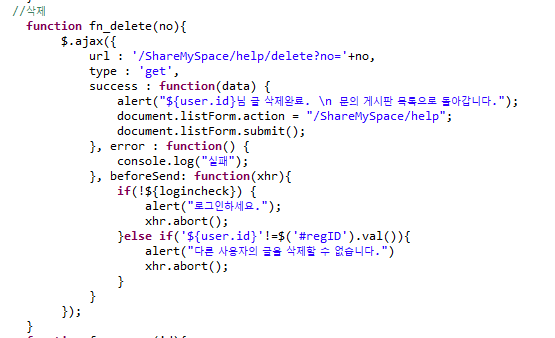 //삭제
function fn_delete(no){
$.ajax({
url : '/ShareMySpace/help/delete?no='+no,
type : 'get',
success : function(data) {
alert("${user.id}님 글 삭제완료. \n 문의 게시판 목록으로 돌아갑니다.");
document.listForm.action = "/ShareMySpace/help";
document.listForm.submit();
}, error : function() {
console.log("실패");
}, beforeSend: function(xhr){
if(!${logincheck}) {
alert("로그인하세요.");
xhr.abort();
}else if('${user.id}'!=$('#regID').val()){
alert("다른 사용자의 글을 삭제할 수 없습니다.")
xhr.abort();
}
}
});
}